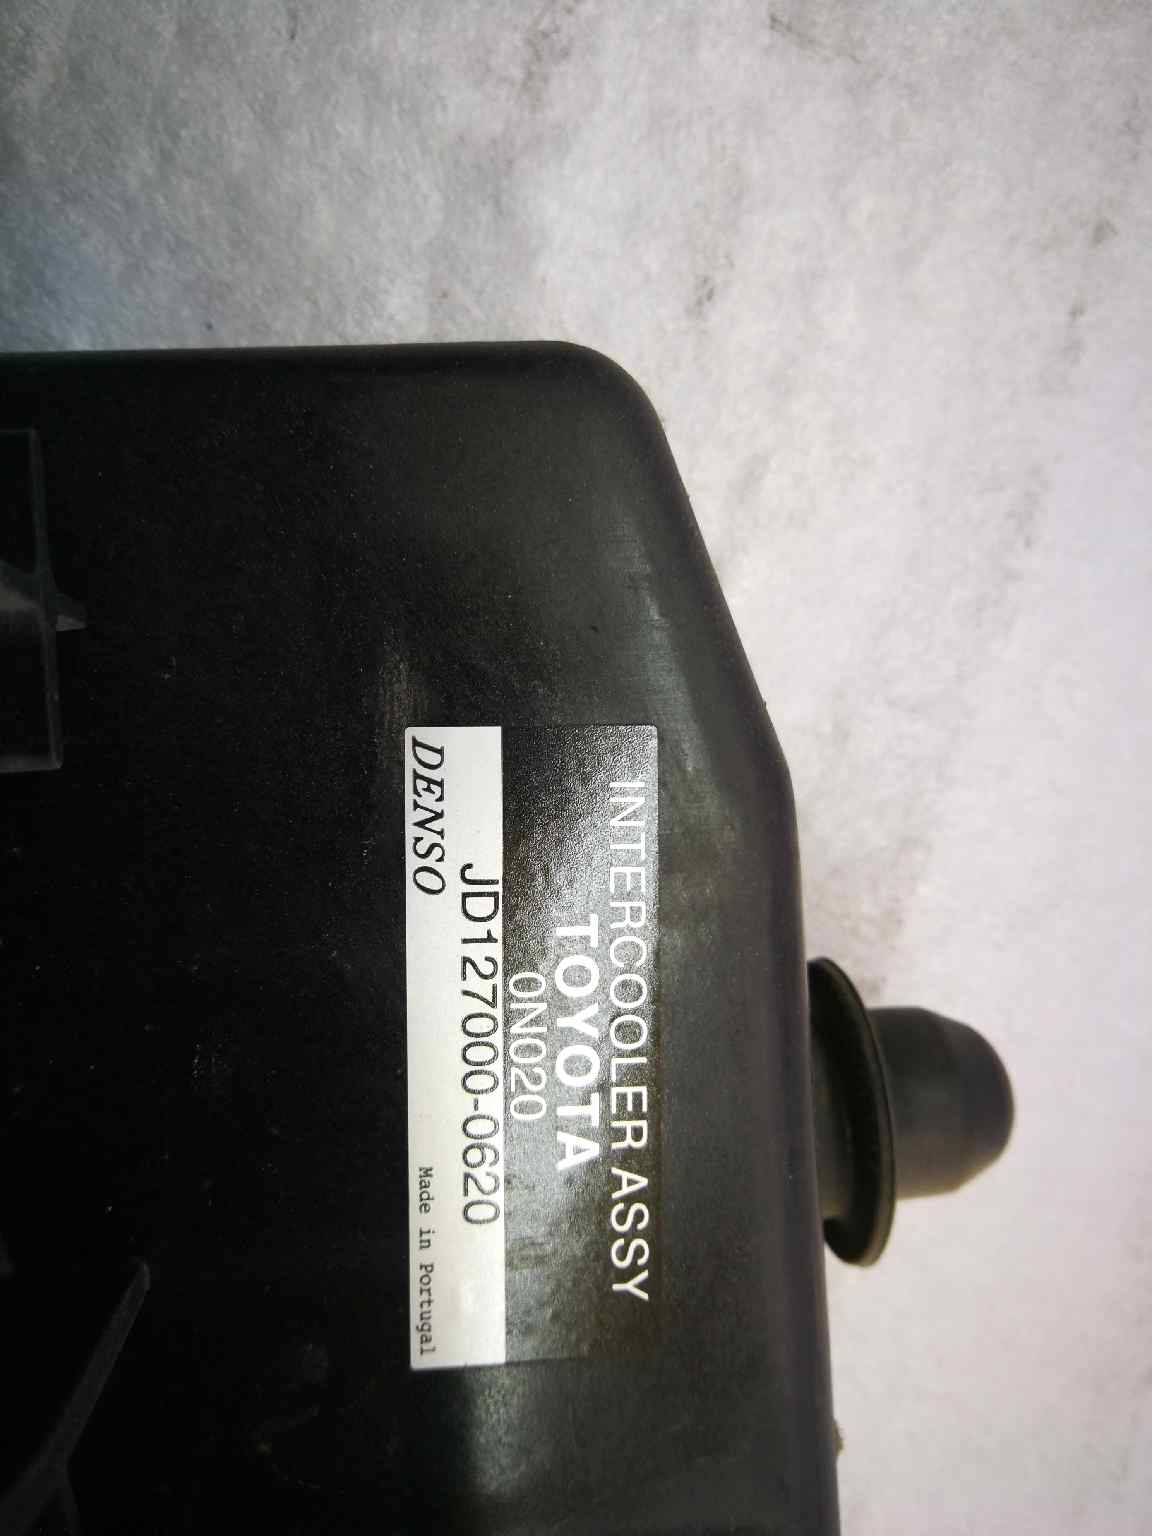 INTERCOOLER ASSY
TOYOTA
0N020
JD127000-0620
DENSO
Made in Portugal